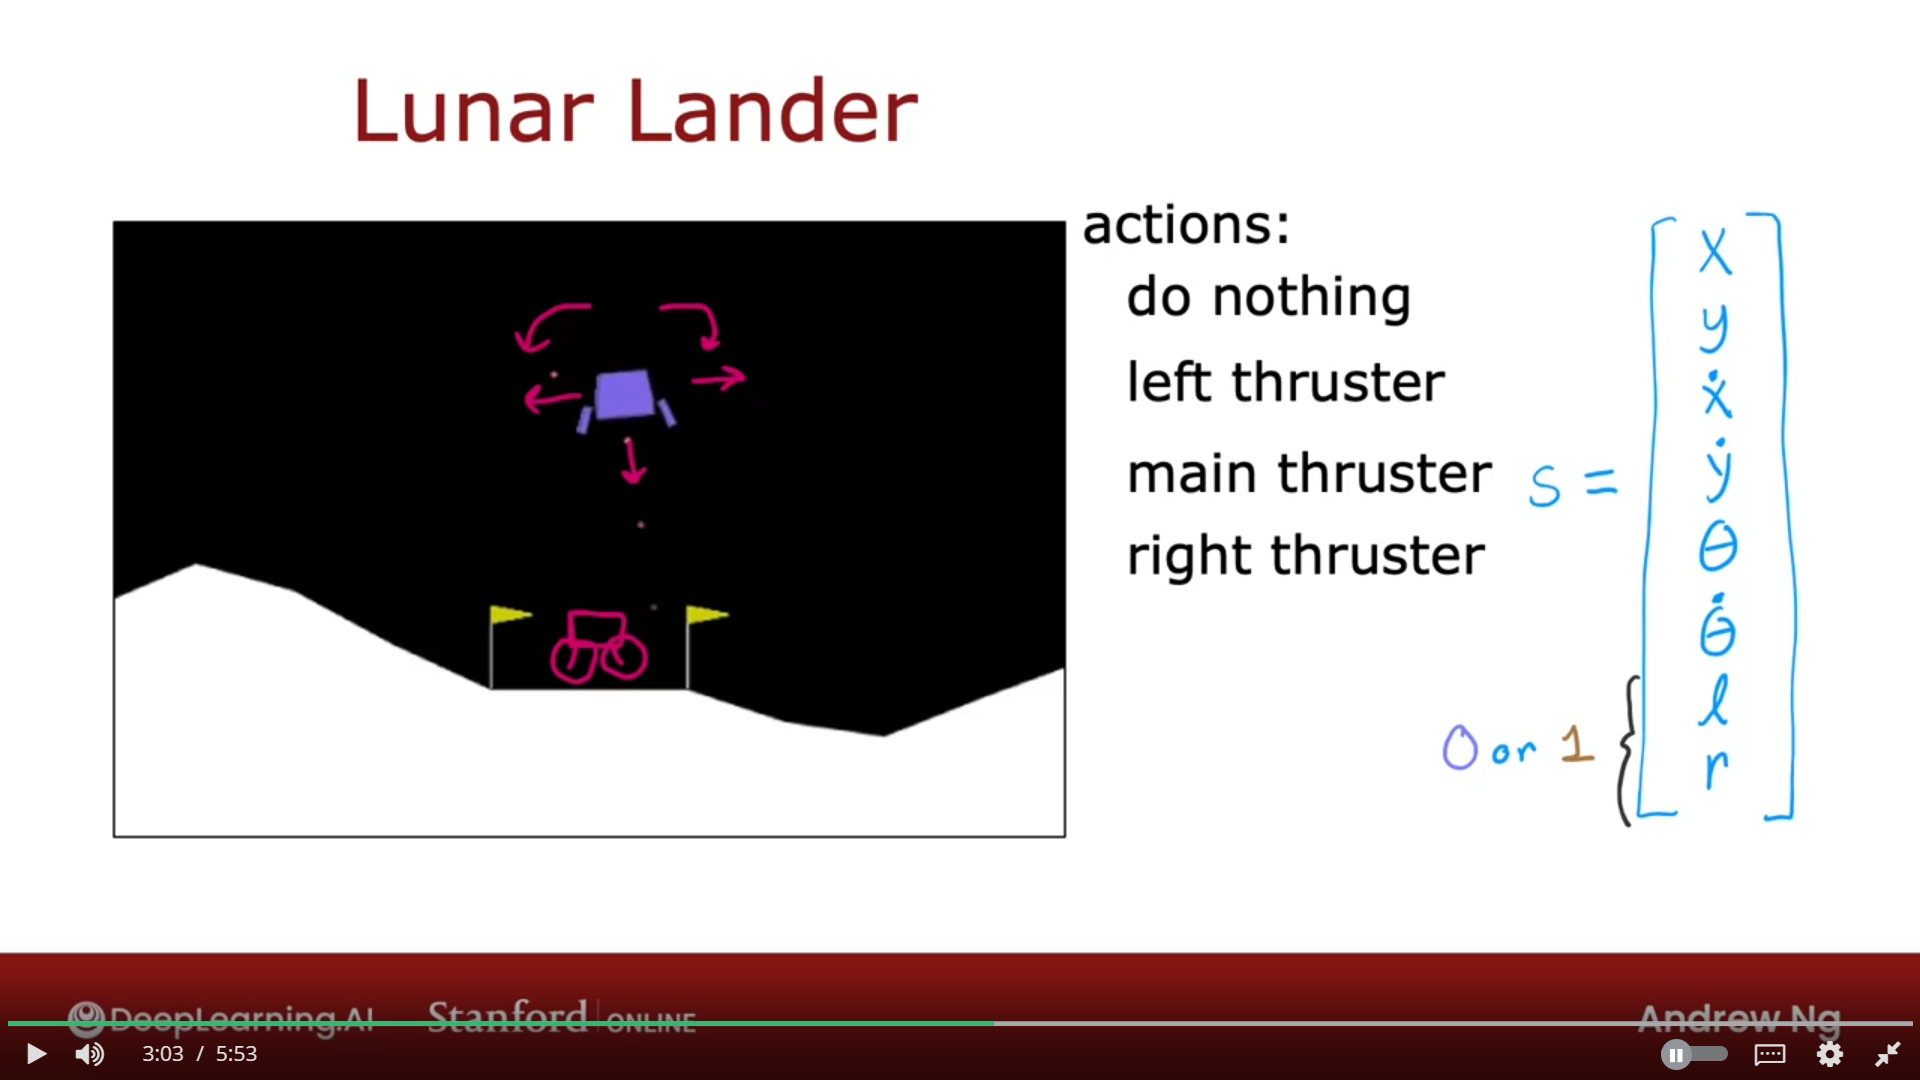 Lunar Lander
actions:
do nothing
left thruster
main thruster
right thruster
s =
x
y
ẋ
ẏ
θ
θ̇
l
r
0 or 1
DeepLearning.AI
Stanford | ONLINE
Andrew Ng
3:03 / 5:53